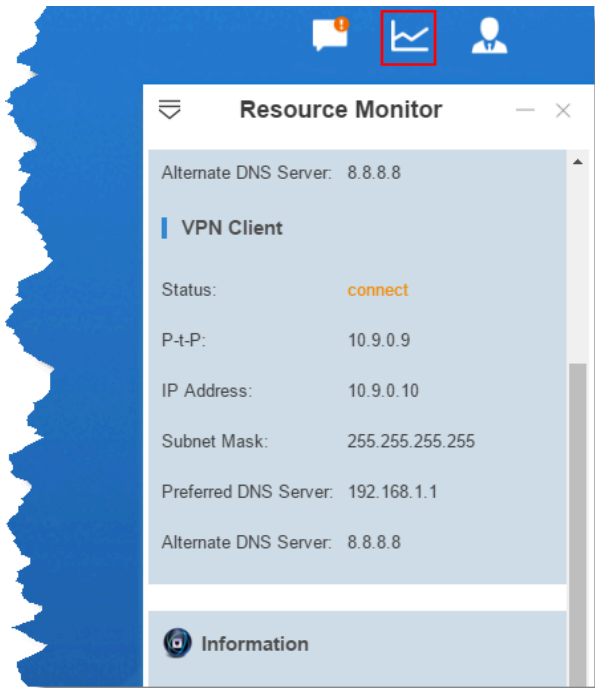 Resource Monitor
Alternate DNS Server: 8.8.8.8
VPN Client
Status: connect
P-t-P: 10.9.0.9
IP Address: 10.9.0.10
Subnet Mask: 255.255.255.255
Preferred DNS Server: 192.168.1.1
Alternate DNS Server: 8.8.8.8
Information